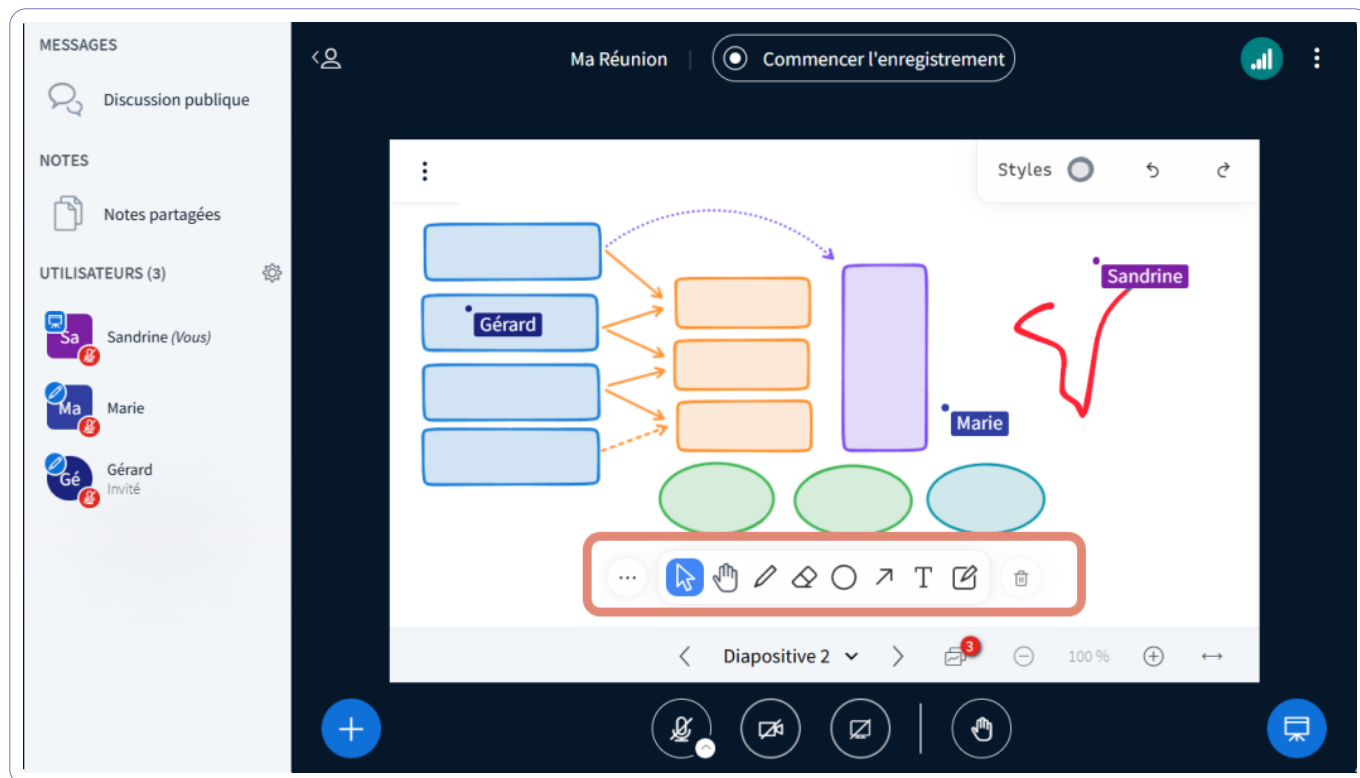 MESSAGES
Discussion publique
NOTES
Notes partagées
UTILISATEURS (3)
Sa
Sandrine (Vous)
Ma
Marie
Gé
Gérard
Invité
Ma Réunion
Commencer l'enregistrement
Styles
Sandrine
Gérard
Marie
T
Diapositive 2
3
100 %